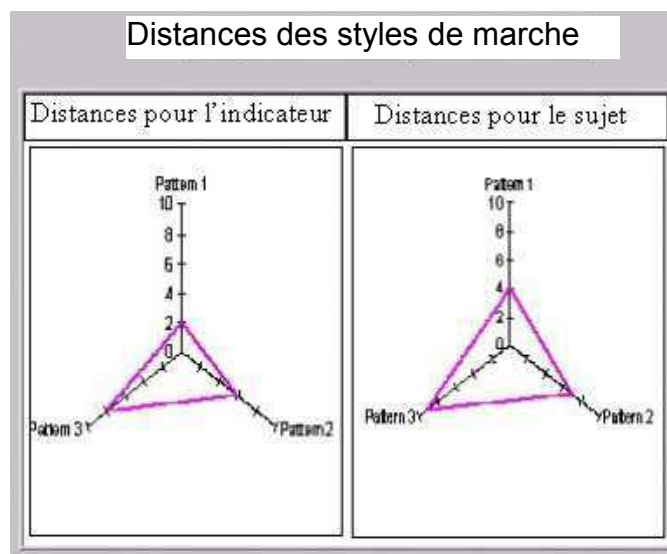 Distances des styles de marche
Distances pour l'indicateur
Distances pour le sujet
Pattern 1
10
8
6
4
2
0
Pattern 3
Pattern 2
Pattern 1
10
8
6
4
2
0
Pattern 3
Pattern 2